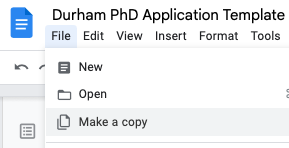 Durham PhD Application Template
File Edit View Insert Format Tools
New
Open
Make a copy